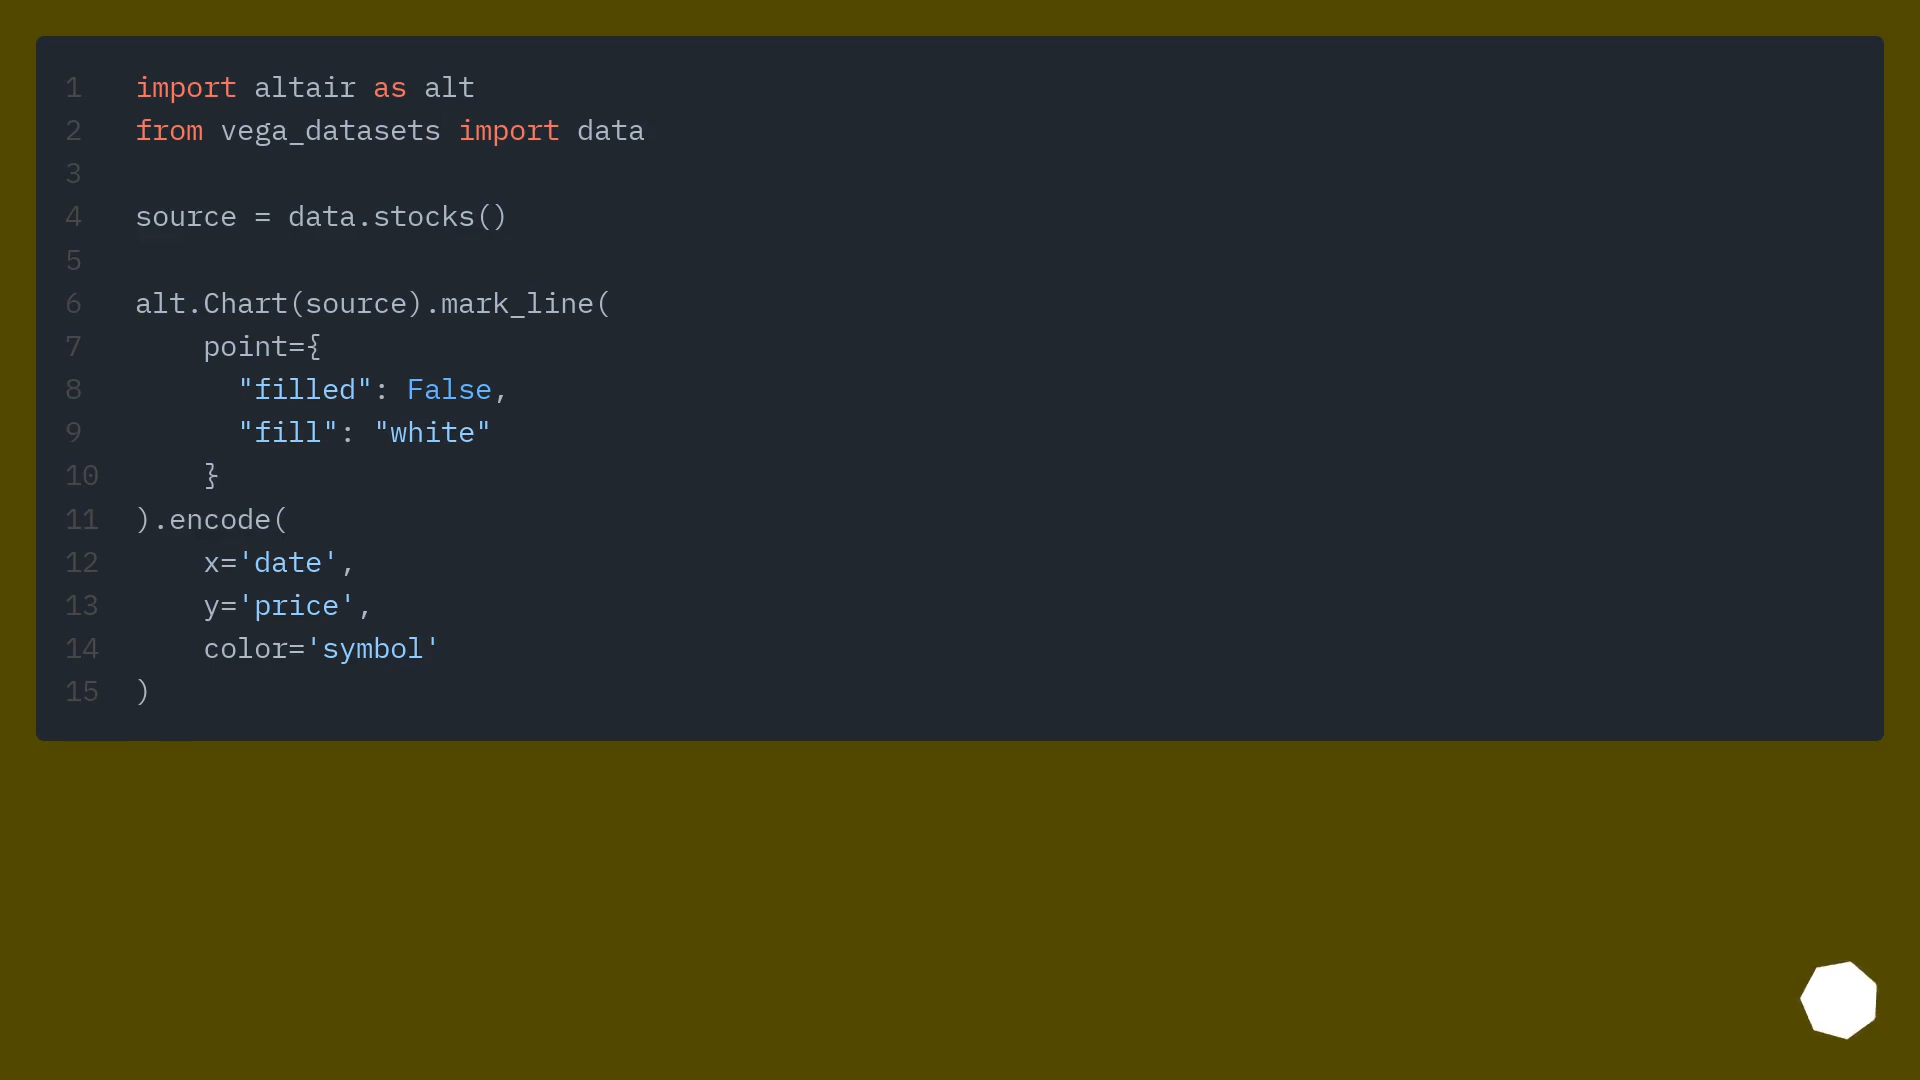 1 import altair as alt
2 from vega_datasets import data
3
4 source = data.stocks()
5
6 alt.Chart(source).mark_line(
7     point={
8       "filled": False,
9       "fill": "white"
10     }
11 ).encode(
12     x='date',
13     y='price',
14     color='symbol'
15 )